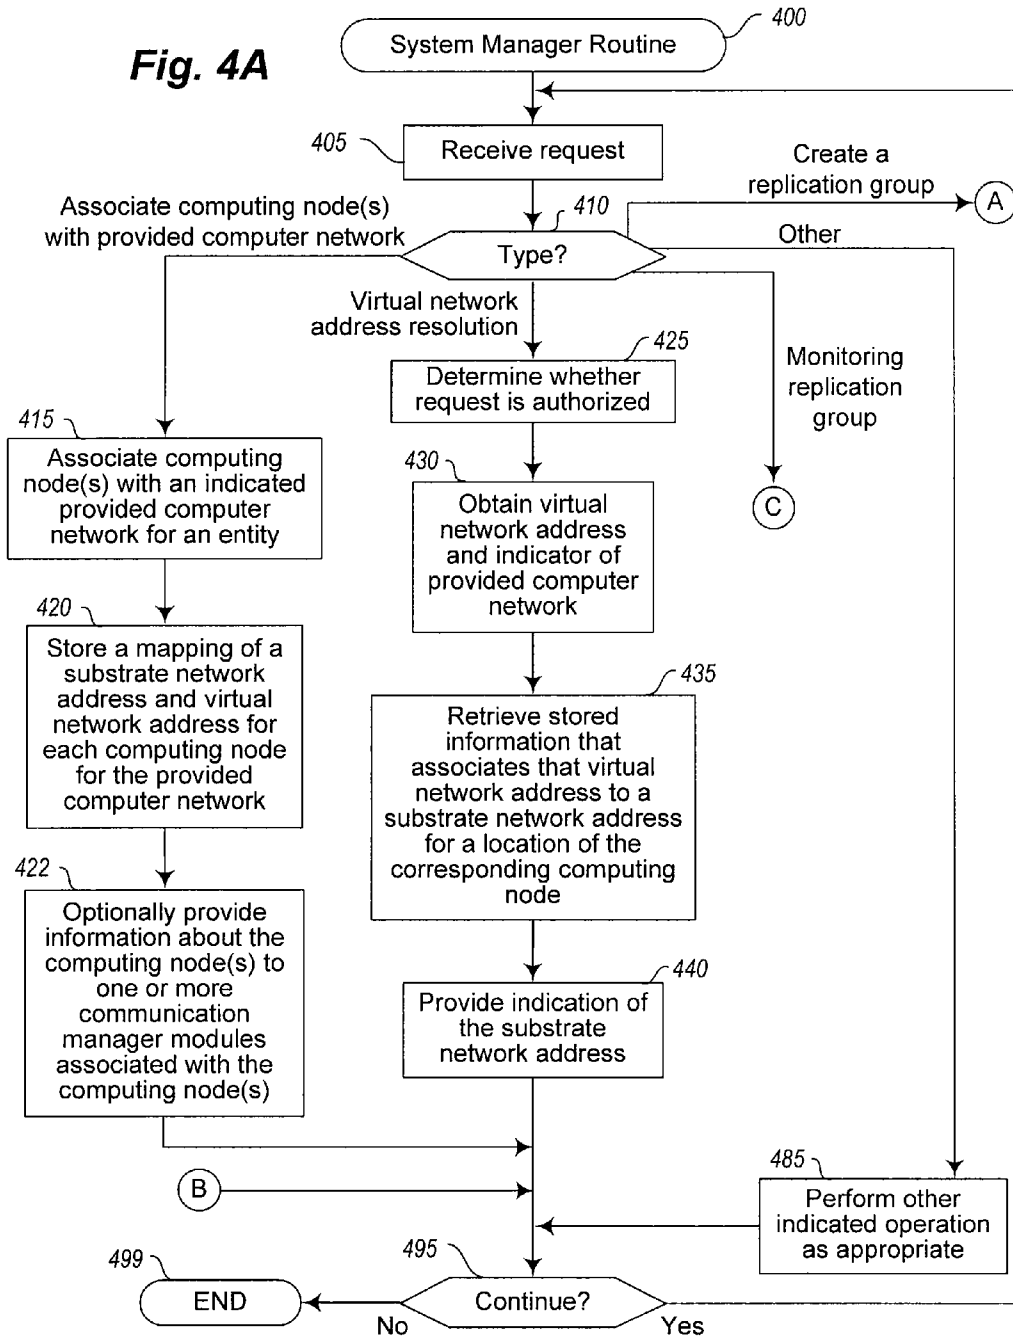 Fig. 4A
System Manager Routine
400
405
Receive request
Create a
replication group
A
Associate computing node(s)
with provided computer network
410
Type?
Other
Virtual network
address resolution
Monitoring
replication
group
C
425
Determine whether
request is authorized
415
Associate computing
node(s) with an indicated
provided computer
network for an entity
430
Obtain virtual
network address
and indicator of
provided computer
network
420
Store a mapping of a
substrate network
address and virtual
network address for
each computing node
for the provided
computer network
435
Retrieve stored
information that
associates that virtual
network address to a
substrate network address
for a location of the
corresponding computing
node
422
Optionally provide
information about the
computing node(s) to
one or more
communication
manager modules
associated with the
computing node(s)
440
Provide indication of
the substrate
network address
B
485
Perform other
indicated operation
as appropriate
499
END
495
Continue?
No
Yes